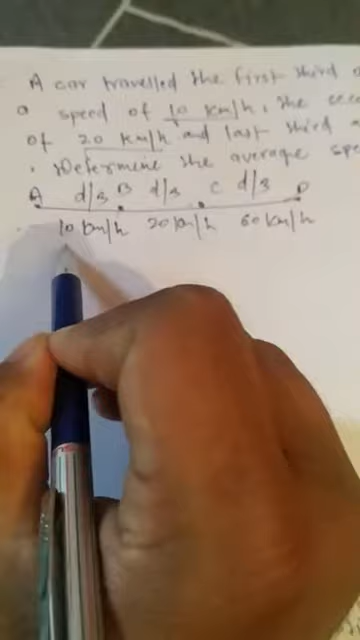 A car travelled the first third
a speed of 10 km/h, the
of 20 km/h and last third a
. Determine the average spe
A d/3 B d/3 C d/3 D
10 km/h 20 km/h 60 km/h